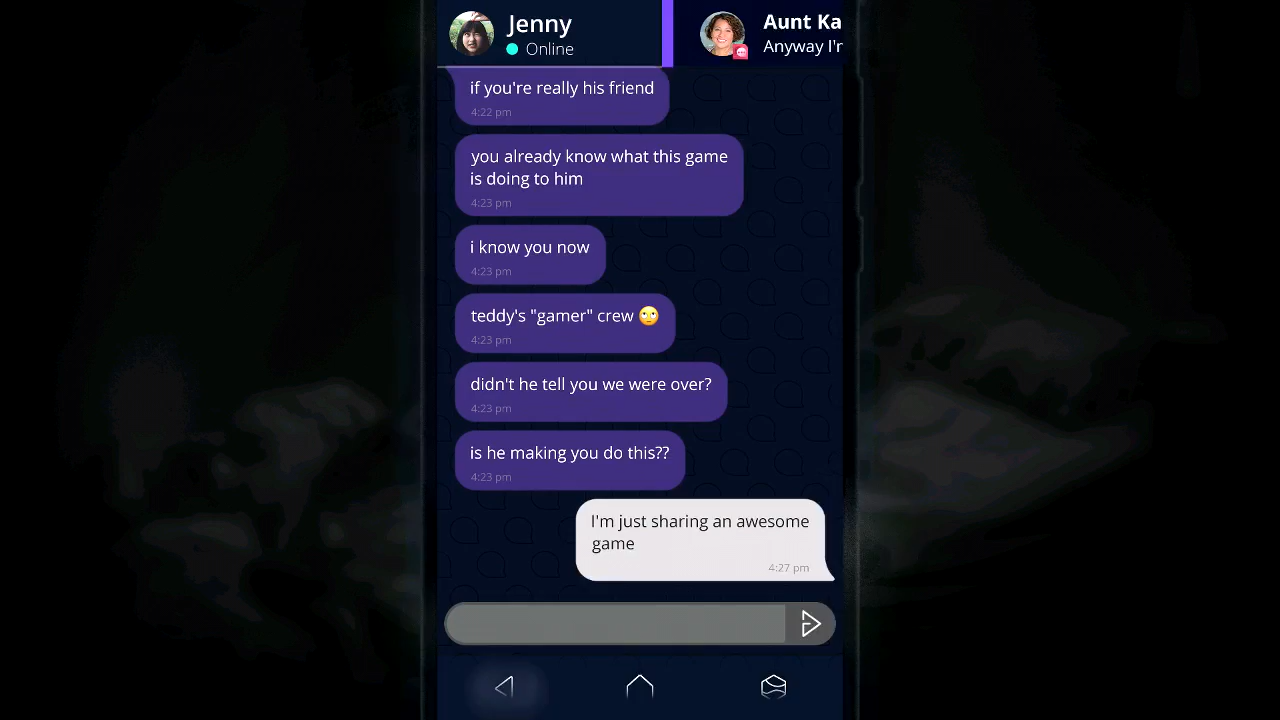 Jenny
Online
Aunt Ka
Anyway I'r
if you're really his friend
4:22 pm
you already know what this game
is doing to him
4:23 pm
i know you now
4:23 pm
teddy's "gamer" crew 🙄
4:23 pm
didn't he tell you we were over?
4:23 pm
is he making you do this??
4:23 pm
I'm just sharing an awesome
game
4:27 pm